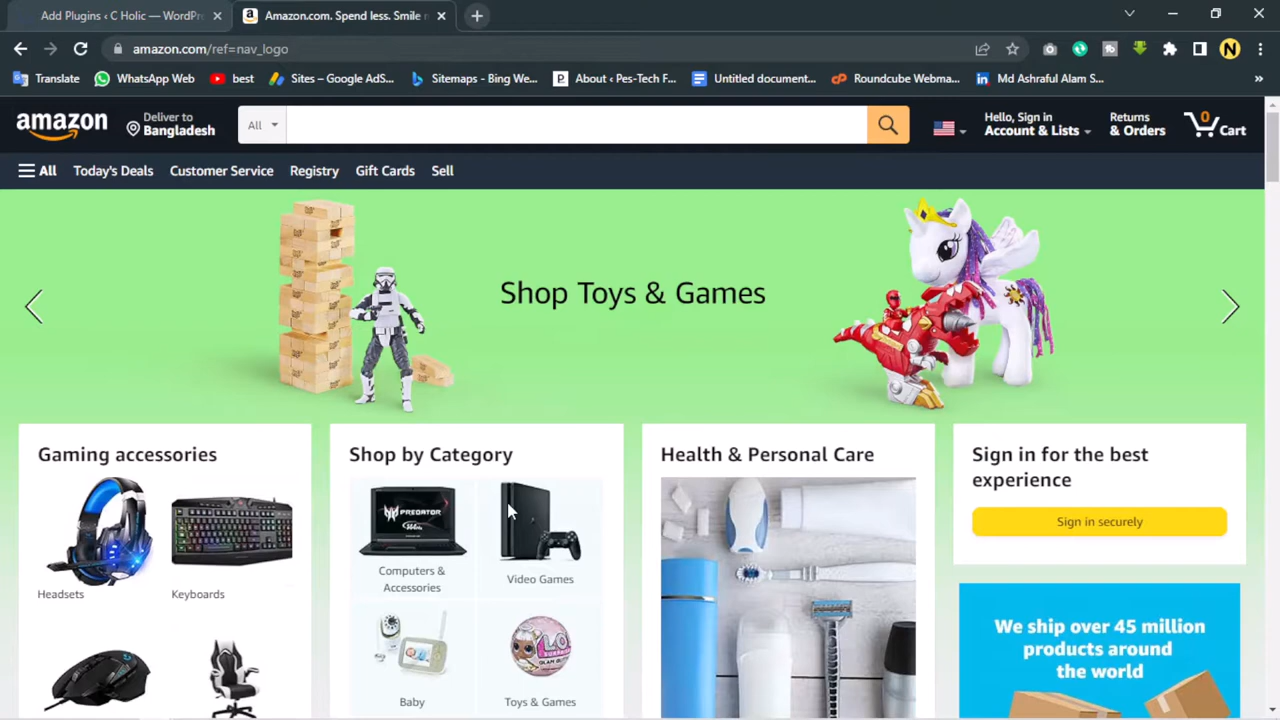 Add Plugins ‹ C Holic — WordPr
Amazon.com. Spend less. Smile
amazon.com/ref=nav_logo
Translate
WhatsApp Web
best
Sites – Google AdS...
Sitemaps - Bing We...
About ‹ Pes-Tech F...
Untitled document...
Roundcube Webma...
Md Ashraful Alam S...
»
N
amazon
Deliver to
Bangladesh
All
Hello, Sign in
Account & Lists
Returns
& Orders
0
Cart
All
Today's Deals
Customer Service
Registry
Gift Cards
Sell
Shop Toys & Games
Gaming accessories
Headsets
Keyboards
Shop by Category
PREDATOR
Computers &
Accessories
Video Games
Baby
Toys & Games
Health & Personal Care
Sign in for the best
experience
Sign in securely
We ship over 45 million
products around
the world